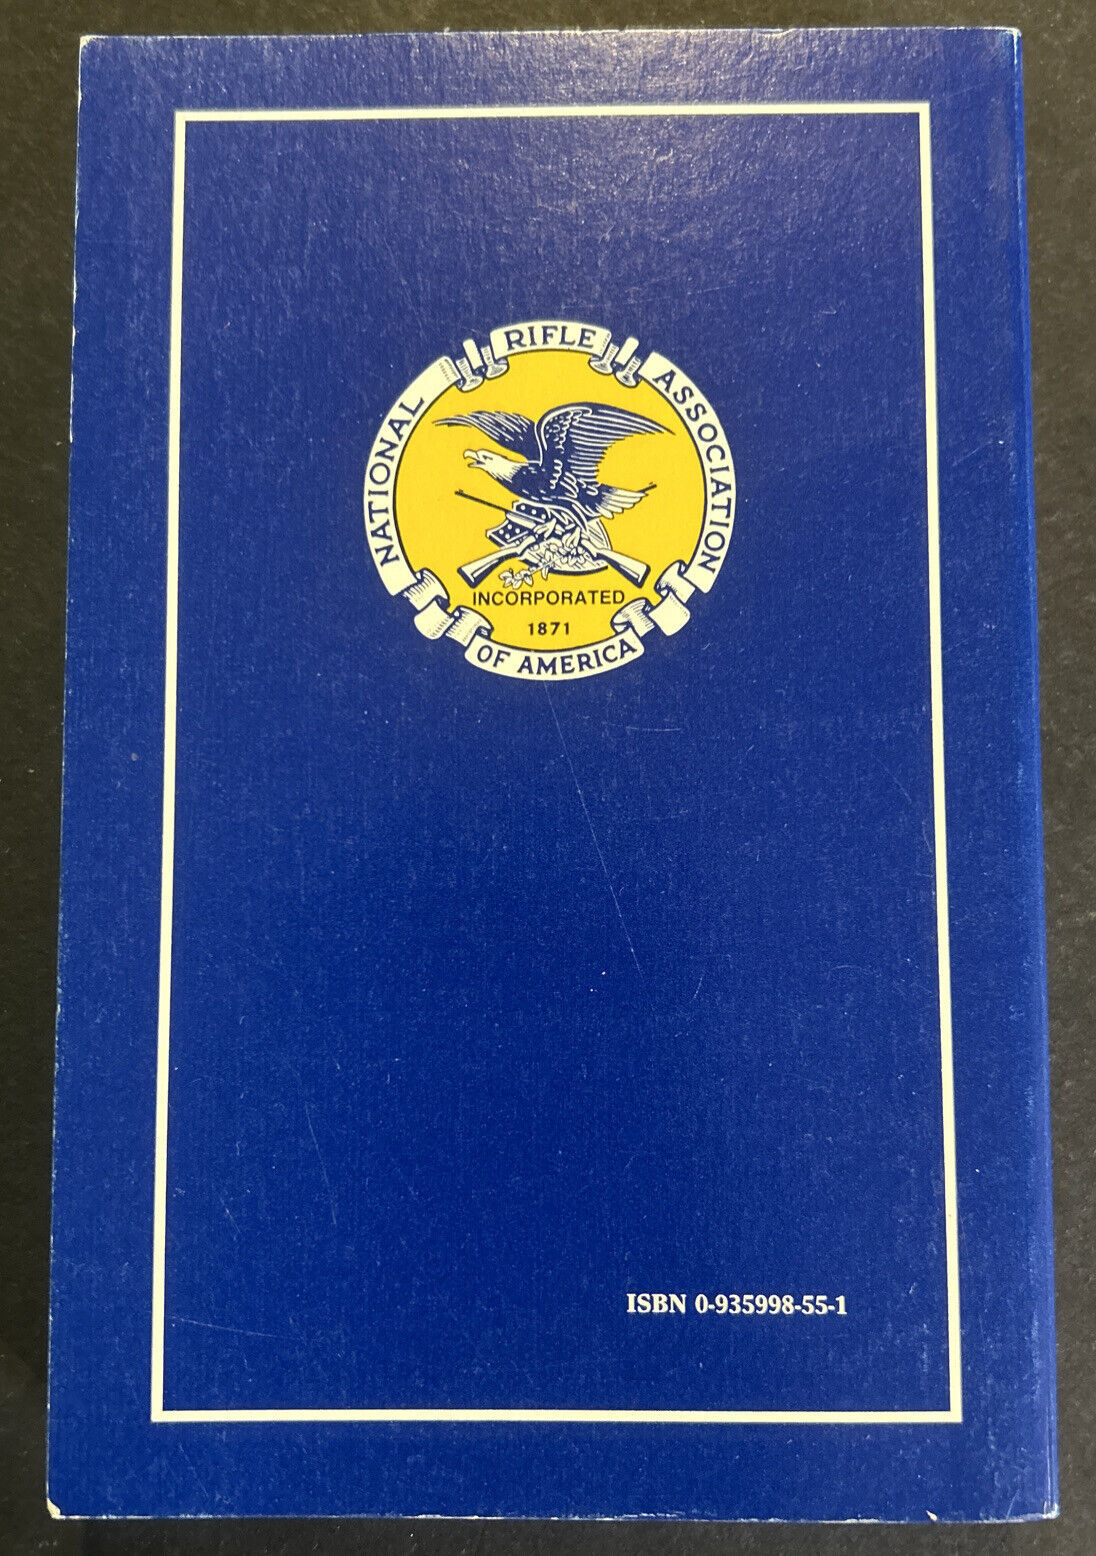 NATIONAL RIFLE ASSOCIATION
INCORPORATED
1871
OF AMERICA
ISBN 0-935998-55-1